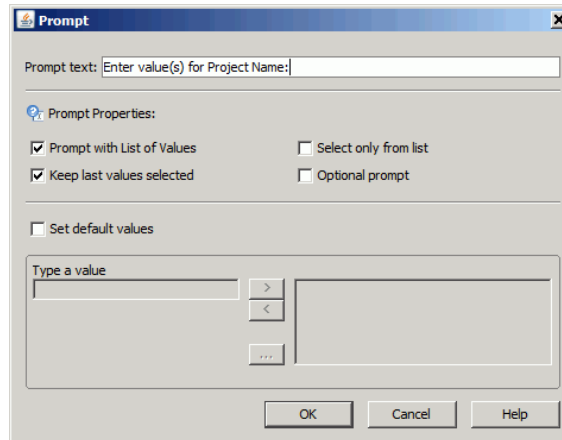 Prompt
Prompt text: Enter value(s) for Project Name:
Prompt Properties:
Prompt with List of Values Select only from list
Keep last values selected Optional prompt
Set default values
Type a value
>
<
...
OK Cancel Help